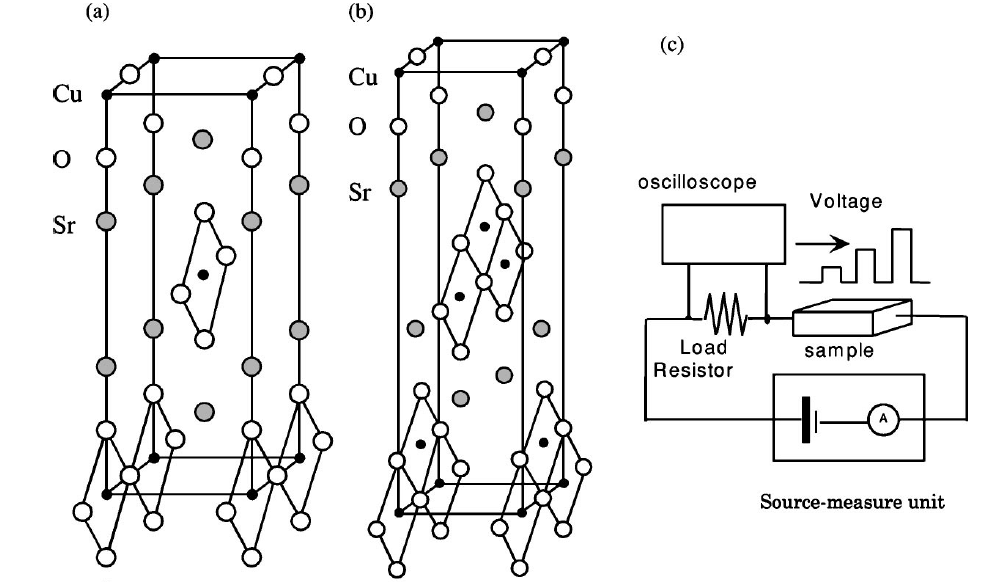 (a)
Cu
O
Sr
(b)
Cu
O
Sr
(c)
oscilloscope
Voltage
Load
Resistor
sample
A
Source-measure unit